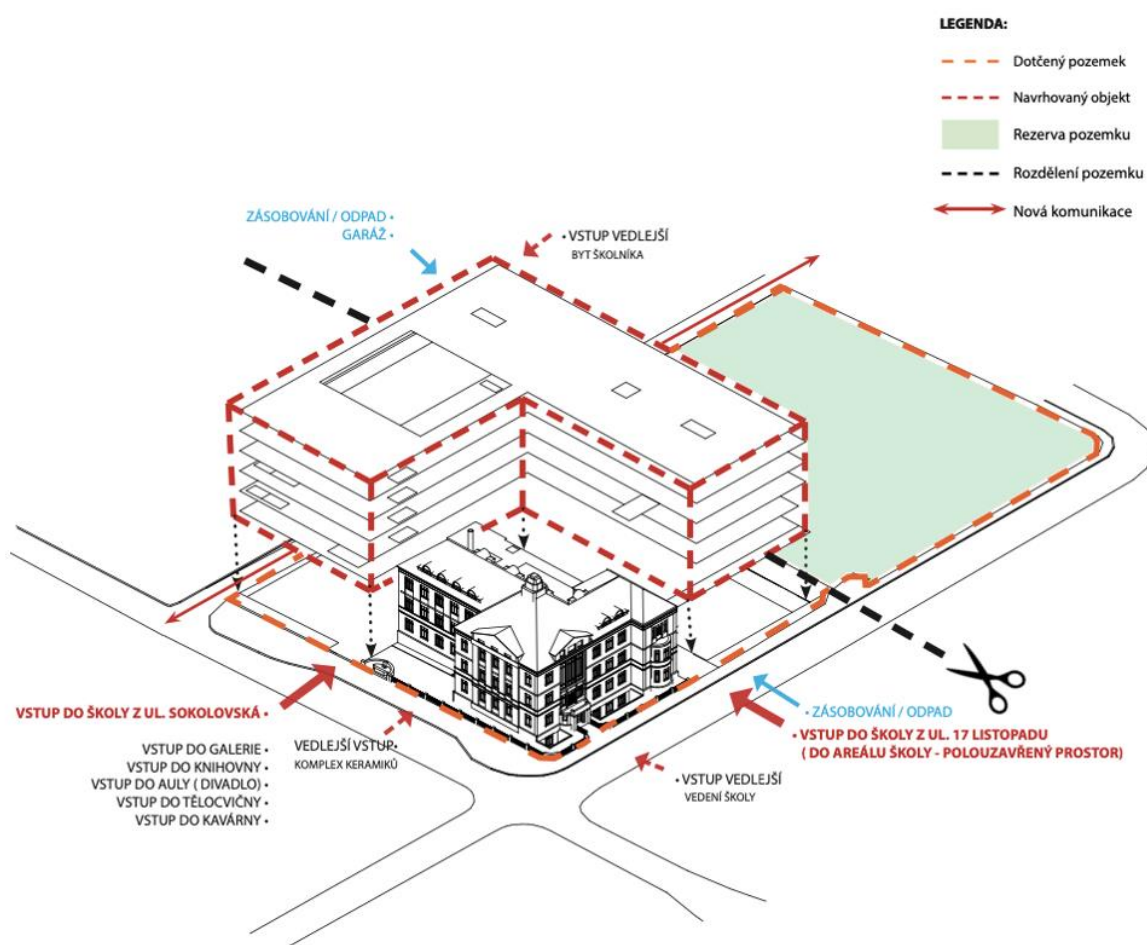 LEGENDA:
Dotčený pozemek
Navrhovaný objekt
Rezerva pozemku
Rozdělení pozemku
Nová komunikace
ZÁSOBOVÁNÍ / ODPAD •
GARÁŽ •
• VSTUP VEDLEJŠÍ
BYT ŠKOLNÍKA
VSTUP DO ŠKOLY Z UL. SOKOLOVSKÁ •
VSTUP DO GALERIE •
VSTUP DO KNIHOVNY •
VSTUP DO AULY ( DIVADLO) •
VSTUP DO TĚLOCVIČNY •
VSTUP DO KAVÁRNY •
VEDLEJŠÍ VSTUP •
KOMPLEX KERAMIKŮ
• ZÁSOBOVÁNÍ / ODPAD
• VSTUP DO ŠKOLY Z UL. 17 LISTOPADU
( DO AREÁLU ŠKOLY - POLOUZAVŘENÝ PROSTOR)
• VSTUP VEDLEJŠÍ
VEDENÍ ŠKOLY